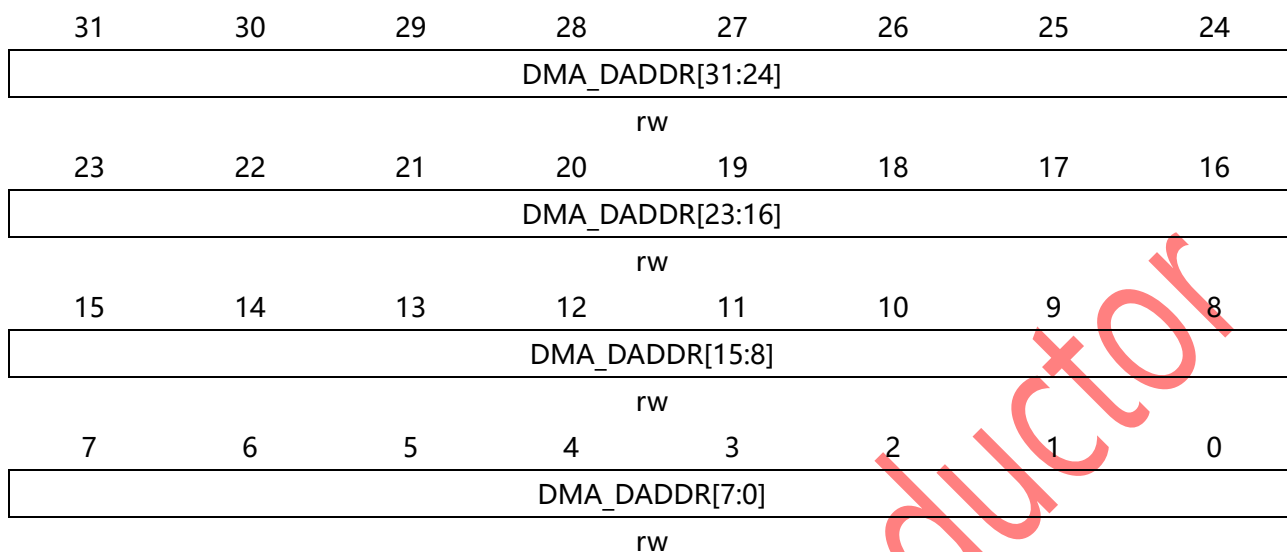 31 30 29 28 27 26 25 24
DMA_DADDR[31:24]
rw
23 22 21 20 19 18 17 16
DMA_DADDR[23:16]
rw
15 14 13 12 11 10 9 8
DMA_DADDR[15:8]
rw
7 6 5 4 3 2 1 0
DMA_DADDR[7:0]
rw
ductor